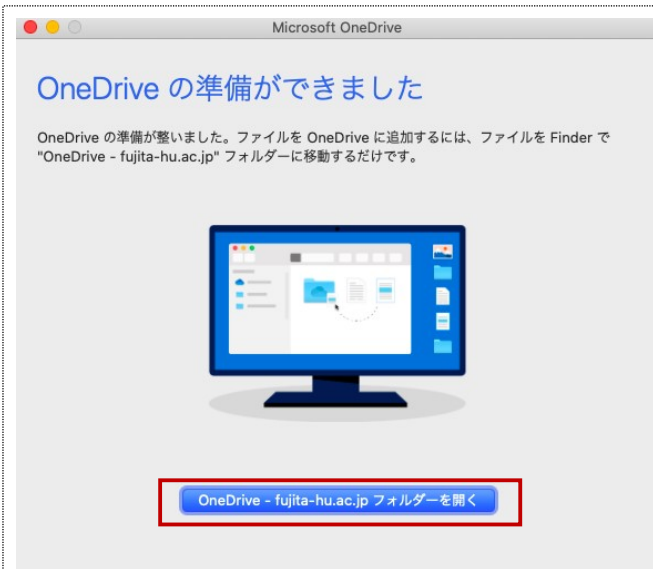 Microsoft OneDrive
OneDrive の準備ができました
OneDrive の準備が整いました。ファイルを OneDrive に追加するには、ファイルを Finder で
"OneDrive - fujita-hu.ac.jp" フォルダーに移動するだけです。
OneDrive - fujita-hu.ac.jp フォルダーを開く